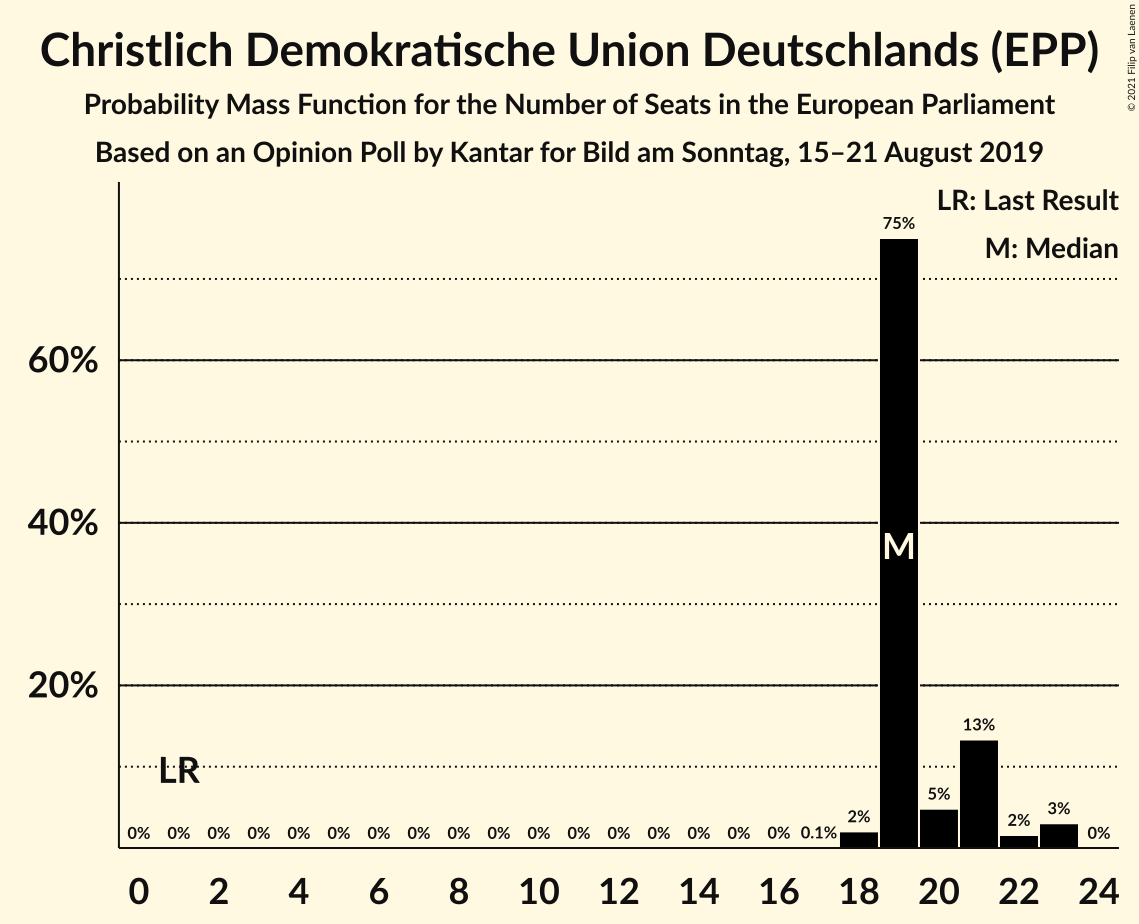 Christlich Demokratische Union Deutschlands (EPP)
Probability Mass Function for the Number of Seats in the European Parliament
Based on an Opinion Poll by Kantar for Bild am Sonntag, 15–21 August 2019
© 2021 Filip van Laenen
LR: Last Result
M: Median
75%
60%
40%
M
20%
13%
LR
5%
3%
2%
2%
0% 0% 0% 0% 0% 0% 0% 0% 0% 0% 0% 0% 0% 0% 0% 0% 0% 0.1% 0%
0 2 4 6 8 10 12 14 16 18 20 22 24